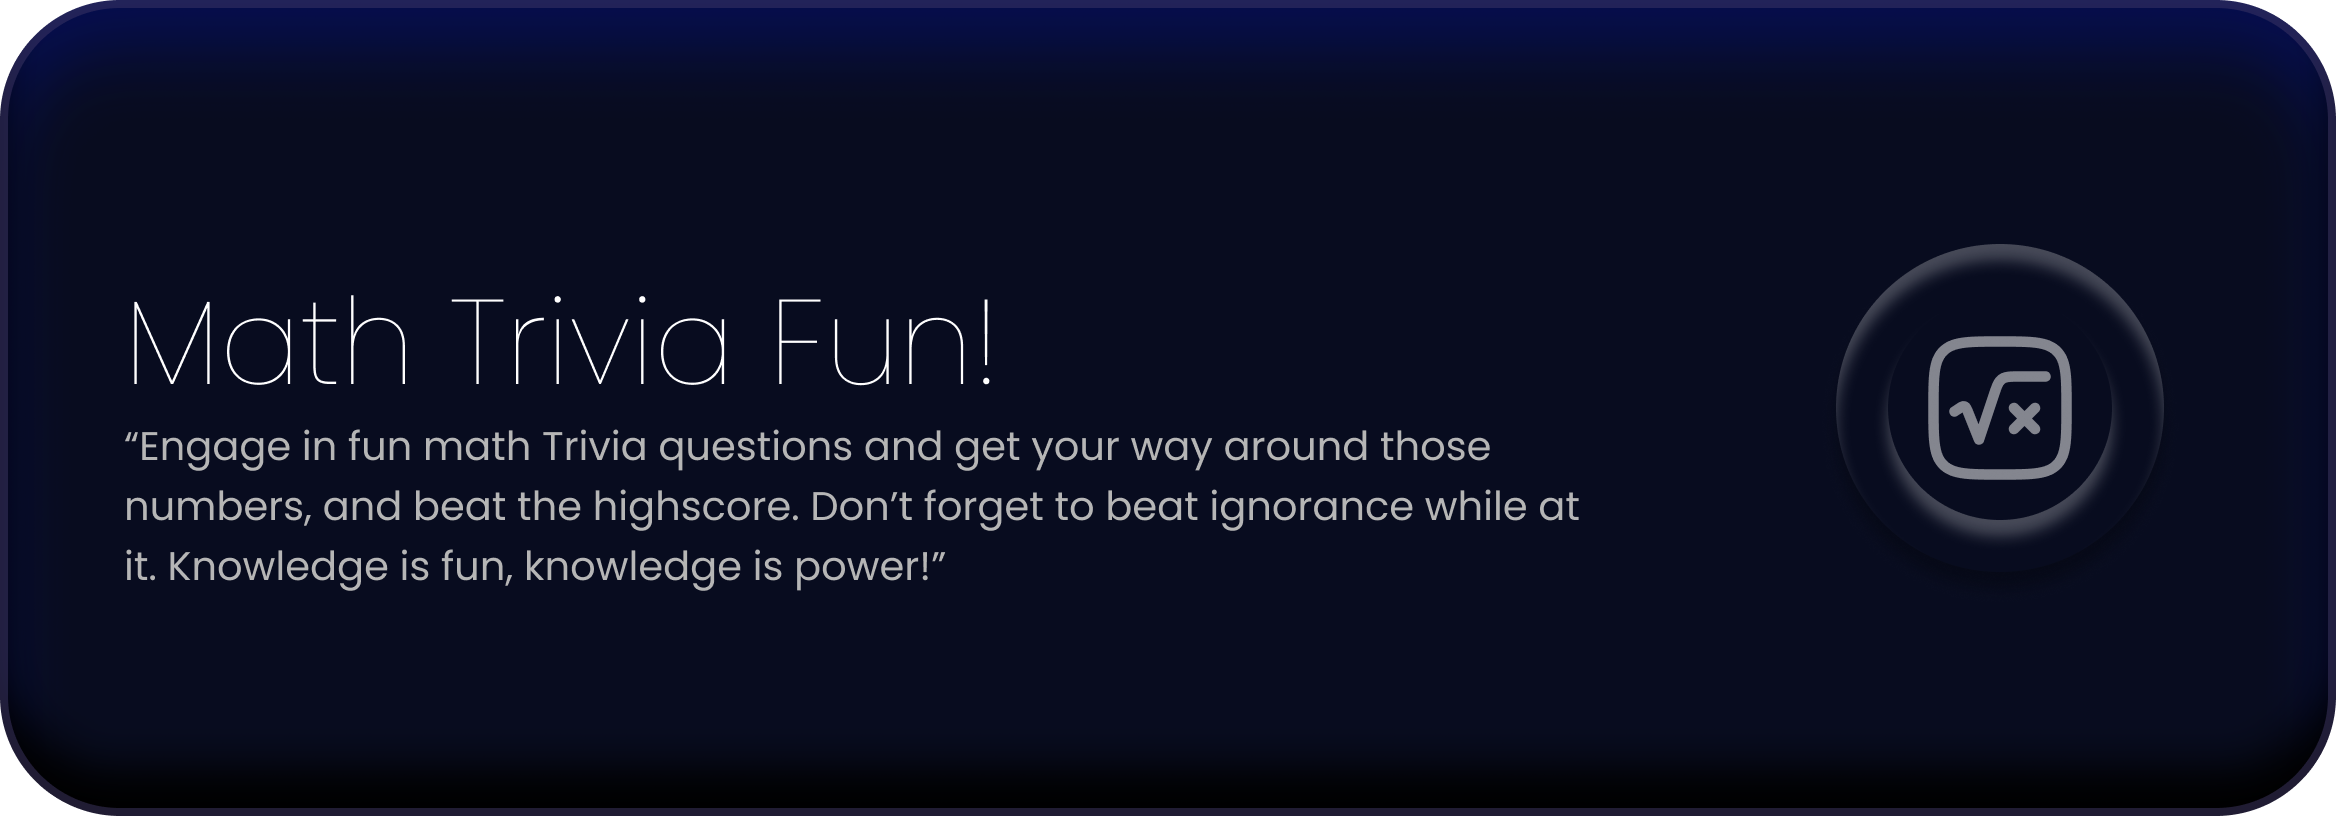 Math Trivia Fun!
“Engage in fun math Trivia questions and get your way around those
numbers, and beat the highscore. Don’t forget to beat ignorance while at
it. Knowledge is fun, knowledge is power!”
√x